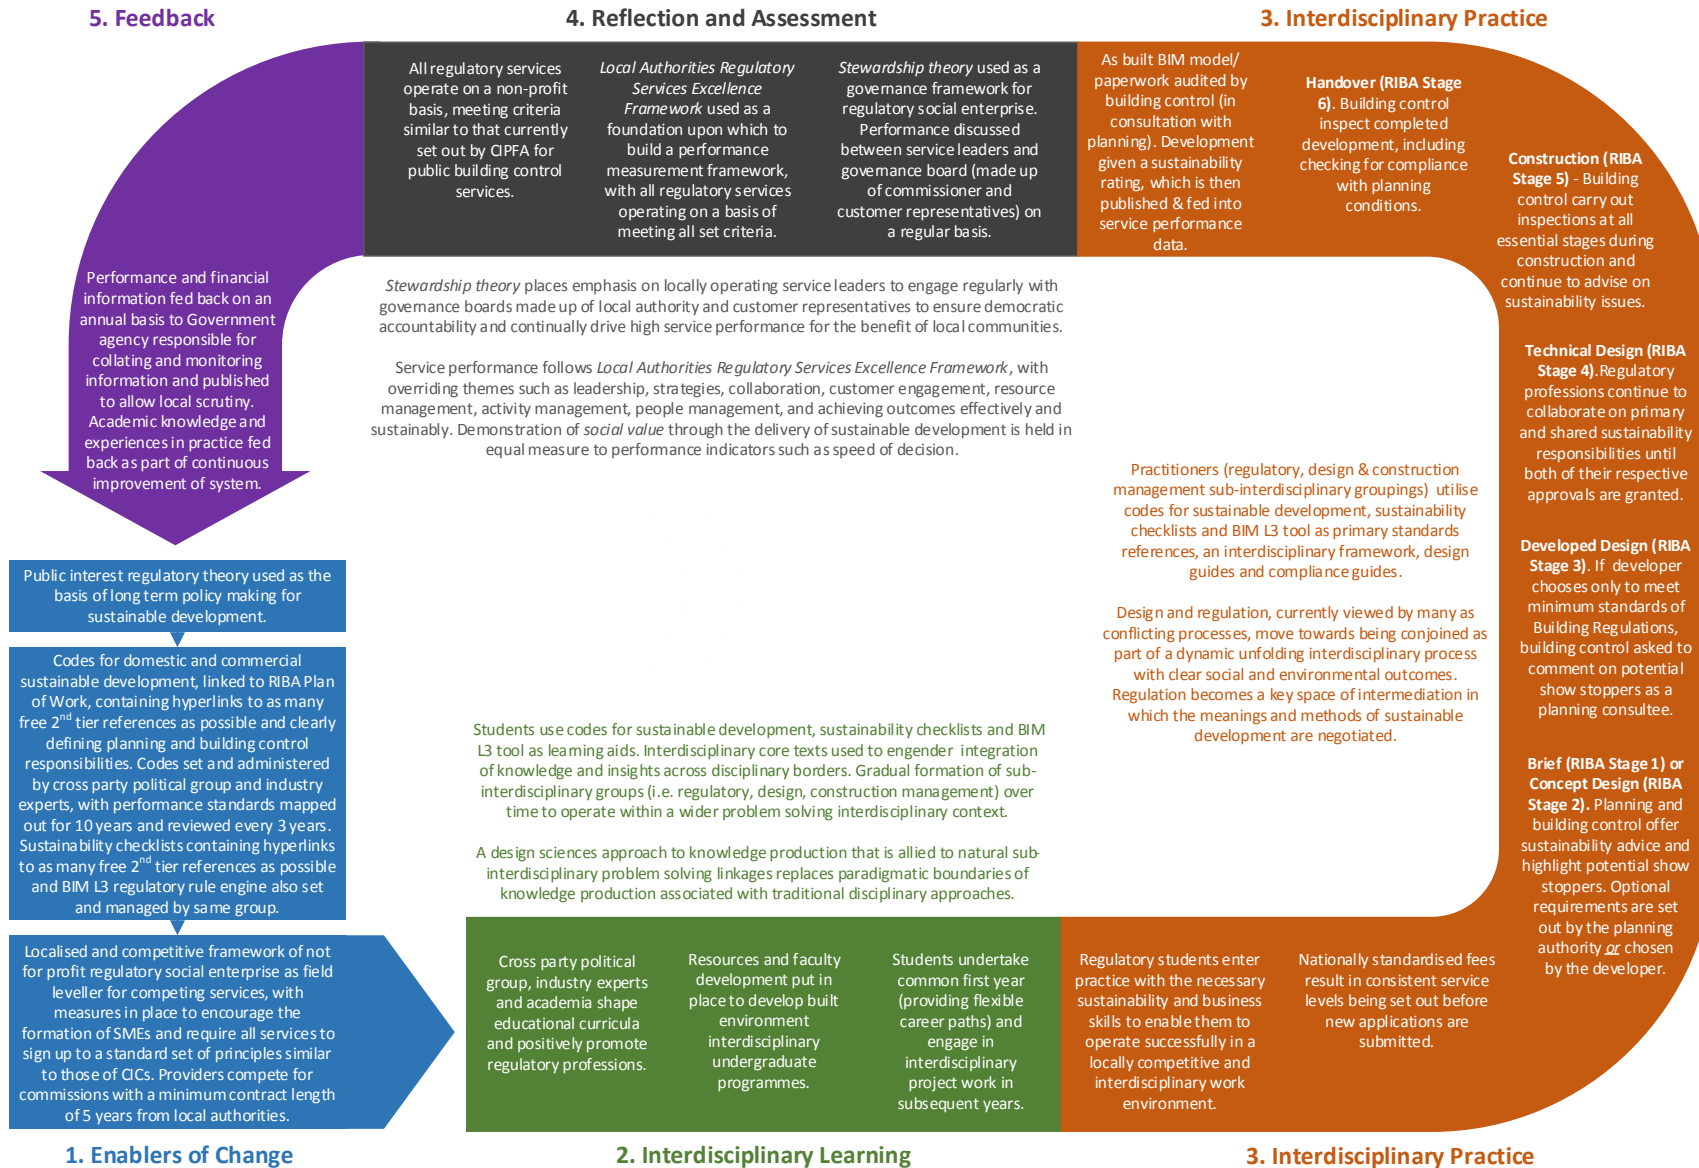 5. Feedback
4. Reflection and Assessment
3. Interdisciplinary Practice
All regulatory services
operate on a non-profit
basis, meeting criteria
similar to that currently
set out by CIPFA for
public building control
services.
Local Authorities Regulatory
Services Excellence
Framework used as a
foundation upon which to
build a performance
measurement framework,
with all regulatory services
operating on a basis of
meeting all set criteria.
Stewardship theory used as a
governance framework for
regulatory social enterprise.
Performance discussed
between service leaders and
governance board (made up
of commissioner and
customer representatives) on
a regular basis.
As built BIM model/
paperwork audited by
building control (in
consultation with
planning). Development
given a sustainability
rating, which is then
published & fed into
service performance
data.
Handover (RIBA Stage
6). Building control
inspect completed
development, including
checking for compliance
with planning
conditions.
Construction (RIBA
Stage 5) - Building
control carry out
inspections at all
essential stages during
construction and
continue to advise on
sustainability issues.
Technical Design (RIBA
Stage 4).Regulatory
professions continue to
collaborate on primary
and shared sustainability
responsibilities until
both of their respective
approvals are granted.
Developed Design (RIBA
Stage 3). If developer
chooses only to meet
minimum standards of
Building Regulations,
building control asked to
comment on potential
show stoppers as a
planning consultee.
Brief (RIBA Stage 1) or
Concept Design (RIBA
Stage 2). Planning and
building control offer
sustainability advice and
highlight potential show
stoppers. Optional
requirements are set
out by the planning
authority or chosen
by the developer.
Performance and financial
information fed back on an
annual basis to Government
agency responsible for
collating and monitoring
information and published
to allow local scrutiny.
Academic knowledge and
experiences in practice fed
back as part of continuous
improvement of system.
Stewardship theory places emphasis on locally operating service leaders to engage regularly with
governance boards made up of local authority and customer representatives to ensure democratic
accountability and continually drive high service performance for the benefit of local communities.
Service performance follows Local Authorities Regulatory Services Excellence Framework, with
overriding themes such as leadership, strategies, collaboration, customer engagement, resource
management, activity management, people management, and achieving outcomes effectively and
sustainably. Demonstration of social value through the delivery of sustainable development is held in
equal measure to performance indicators such as speed of decision.
Practitioners (regulatory, design & construction
management sub-interdisciplinary groupings) utilise
codes for sustainable development, sustainability
checklists and BIM L3 tool as primary standards
references, an interdisciplinary framework, design
guides and compliance guides.
Design and regulation, currently viewed by many as
conflicting processes, move towards being conjoined as
part of a dynamic unfolding interdisciplinary process
with clear social and environmental outcomes.
Regulation becomes a key space of intermediation in
which the meanings and methods of sustainable
development are negotiated.
Public interest regulatory theory used as the
basis of long term policy making for
sustainable development.
Codes for domestic and commercial
sustainable development, linked to RIBA Plan
of Work, containing hyperlinks to as many
free 2nd tier references as possible and clearly
defining planning and building control
responsibilities. Codes set and administered
by cross party political group and industry
experts, with performance standards mapped
out for 10 years and reviewed every 3 years.
Sustainability checklists containing hyperlinks
to as many free 2nd tier references as possible
and BIM L3 regulatory rule engine also set
and managed by same group.
Localised and competitive framework of not
for profit regulatory social enterprise as field
leveller for competing services, with
measures in place to encourage the
formation of SMEs and require all services to
sign up to a standard set of principles similar
to those of CICs. Providers compete for
commissions with a minimum contract length
of 5 years from local authorities.
Students use codes for sustainable development, sustainability checklists and BIM
L3 tool as learning aids. Interdisciplinary core texts used to engender integration
of knowledge and insights across disciplinary borders. Gradual formation of sub-
interdisciplinary groups (i.e. regulatory, design, construction management) over
time to operate within a wider problem solving interdisciplinary context.
A design sciences approach to knowledge production that is allied to natural sub-
interdisciplinary problem solving linkages replaces paradigmatic boundaries of
knowledge production associated with traditional disciplinary approaches.
Cross party political
group, industry experts
and academia shape
educational curricula
and positively promote
regulatory professions.
Resources and faculty
development put in
place to develop built
environment
interdisciplinary
undergraduate
programmes.
Students undertake
common first year
(providing flexible
career paths) and
engage in
interdisciplinary
project work in
subsequent years.
Regulatory students enter
practice with the necessary
sustainability and business
skills to enable them to
operate successfully in a
locally competitive and
interdisciplinary work
environment.
Nationally standardised fees
result in consistent service
levels being set out before
new applications are
submitted.
1. Enablers of Change
2. Interdisciplinary Learning
3. Interdisciplinary Practice